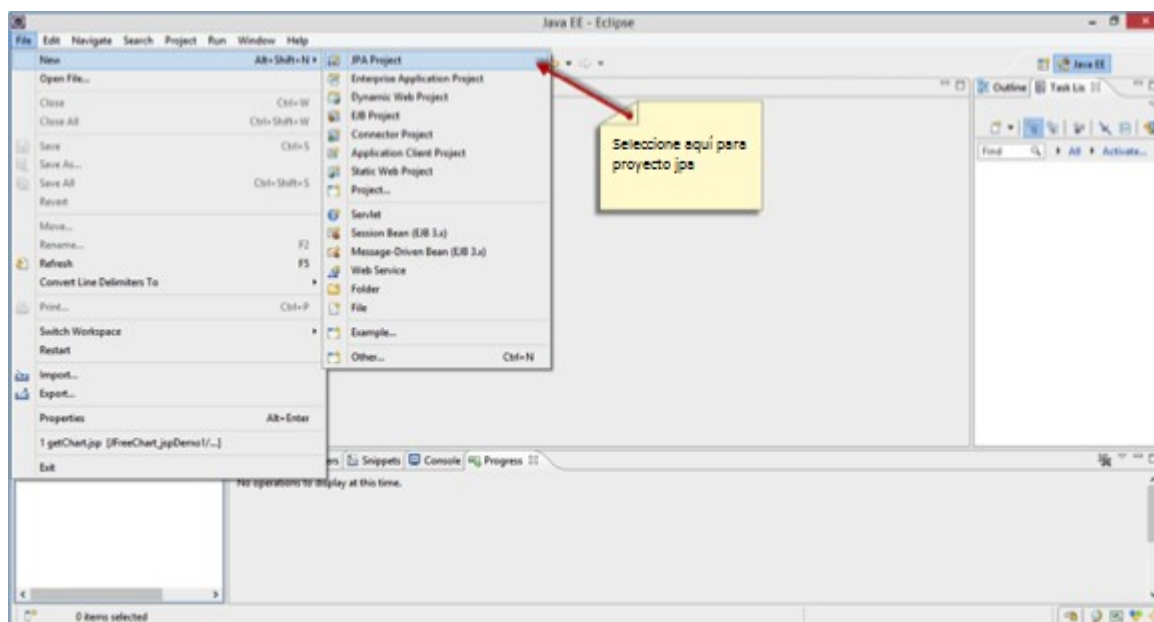 Java EE - Eclipse
File Edit Navigate Search Project Run Window Help
New Alt+Shift+N
Open File...
Close Ctrl+W
Close All Ctrl+Shift+W
Save Ctrl+S
Save As...
Save All Ctrl+Shift+S
Revert
Move...
Rename... F2
Refresh F5
Convert Line Delimiters To
Print... Ctrl+P
Switch Workspace
Restart
Import...
Export...
Properties Alt+Enter
1 getChart.jsp [JFreeChart_jspDemo1/...]
Exit
JPA Project
Enterprise Application Project
Dynamic Web Project
EJB Project
Connector Project
Application Client Project
Static Web Project
Project...
Servlet
Session Bean (EJB 3.x)
Message-Driven Bean (EJB 3.x)
Web Service
Folder
File
Example...
Other... Ctrl+N
Seleccione aquí para
proyecto jpa
Java EE
Outline Task Lis
Find All Activate...
Snippets Console Progress
No operations to display at this time.
0 items selected